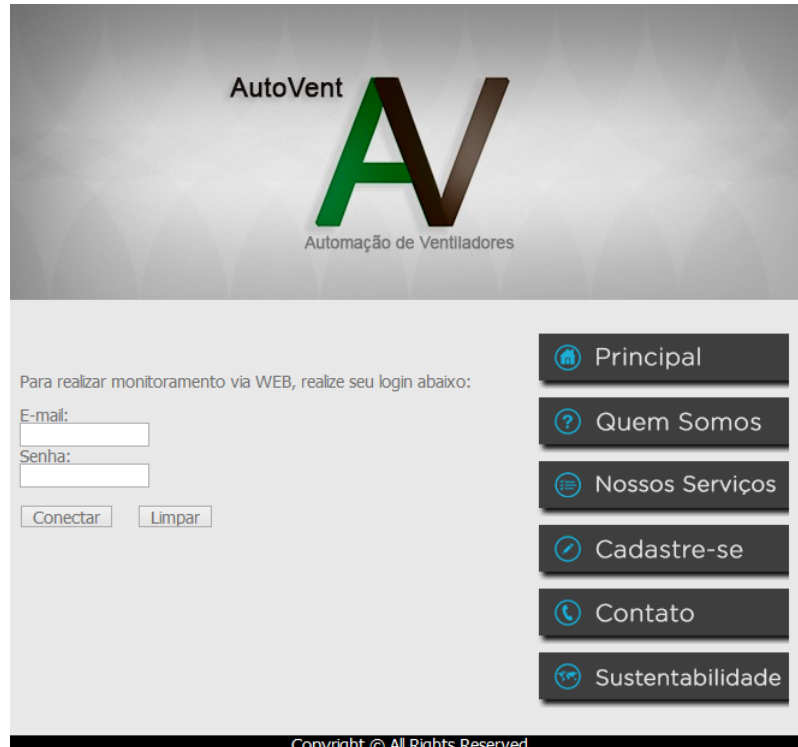 AutoVent
AV
Automação de Ventiladores
Para realizar monitoramento via WEB, realize seu login abaixo:
E-mail:
Senha:
Conectar Limpar
Principal
Quem Somos
Nossos Serviços
Cadastre-se
Contato
Sustentabilidade
Copyright © All Rights Reserved